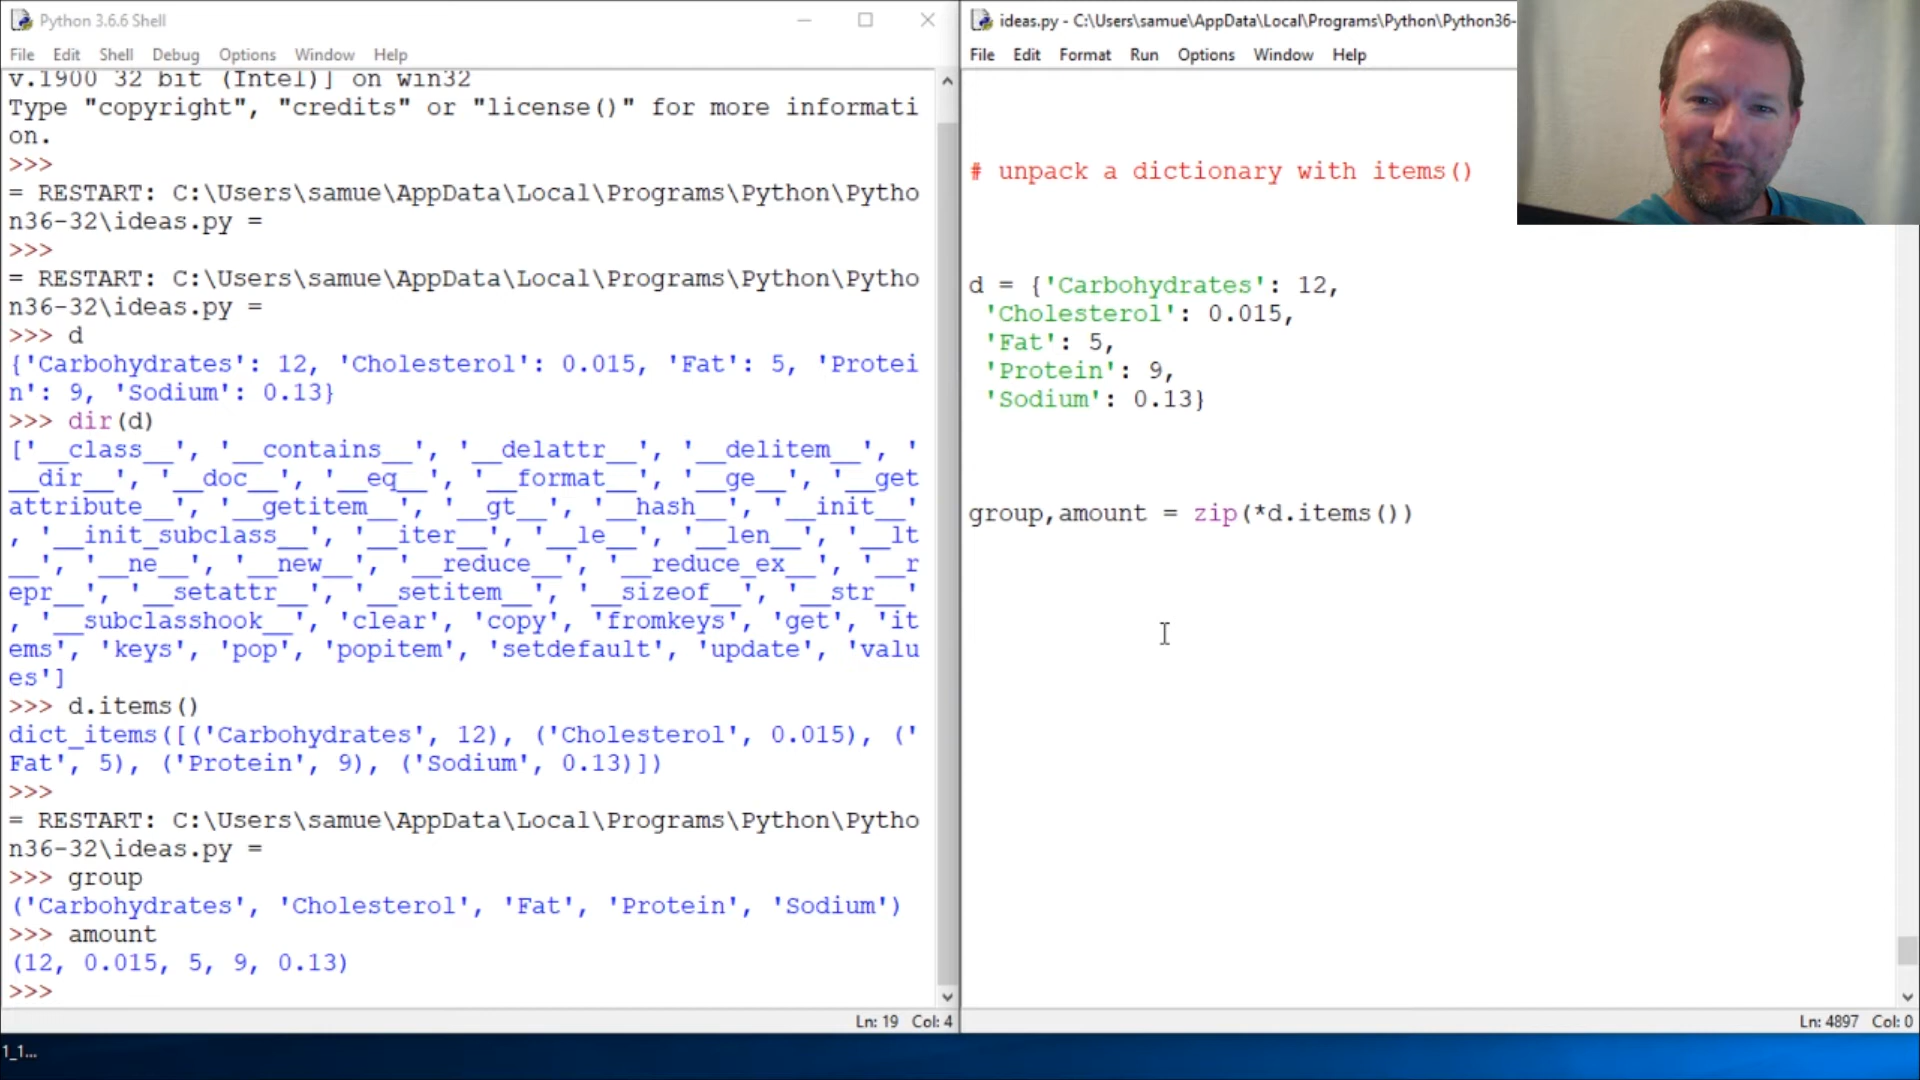 Python 3.6.6 Shell
File Edit Shell Debug Options Window Help
v.1900 32 bit (Intel)] on win32
Type "copyright", "credits" or "license()" for more informati
on.
>>>
= RESTART: C:\Users\samue\AppData\Local\Programs\Python\Pytho
n36-32\ideas.py =
>>>
= RESTART: C:\Users\samue\AppData\Local\Programs\Python\Pytho
n36-32\ideas.py =
>>> d
{'Carbohydrates': 12, 'Cholesterol': 0.015, 'Fat': 5, 'Protei
n': 9, 'Sodium': 0.13}
>>> dir(d)
['__class__', '__contains__', '__delattr__', '__delitem__', '
__dir__', '__doc__', '__eq__', '__format__', '__ge__', '__get
attribute__', '__getitem__', '__gt__', '__hash__', '__init__'
, '__init_subclass__', '__iter__', '__le__', '__len__', '__lt
__', '__ne__', '__new__', '__reduce__', '__reduce_ex__', '__r
epr__', '__setattr__', '__setitem__', '__sizeof__', '__str__'
, '__subclasshook__', 'clear', 'copy', 'fromkeys', 'get', 'it
ems', 'keys', 'pop', 'popitem', 'setdefault', 'update', 'valu
es']
>>> d.items()
dict_items([('Carbohydrates', 12), ('Cholesterol', 0.015), ('
Fat', 5), ('Protein', 9), ('Sodium', 0.13)])
>>>
= RESTART: C:\Users\samue\AppData\Local\Programs\Python\Pytho
n36-32\ideas.py =
>>> group
('Carbohydrates', 'Cholesterol', 'Fat', 'Protein', 'Sodium')
>>> amount
(12, 0.015, 5, 9, 0.13)
>>>
Ln: 19 Col: 4
ideas.py - C:\Users\samue\AppData\Local\Programs\Python\Python36-
File Edit Format Run Options Window Help
# unpack a dictionary with items()
d = {'Carbohydrates': 12,
'Cholesterol': 0.015,
'Fat': 5,
'Protein': 9,
'Sodium': 0.13}
group,amount = zip(*d.items())
Ln: 4897 Col: 0
1_1...